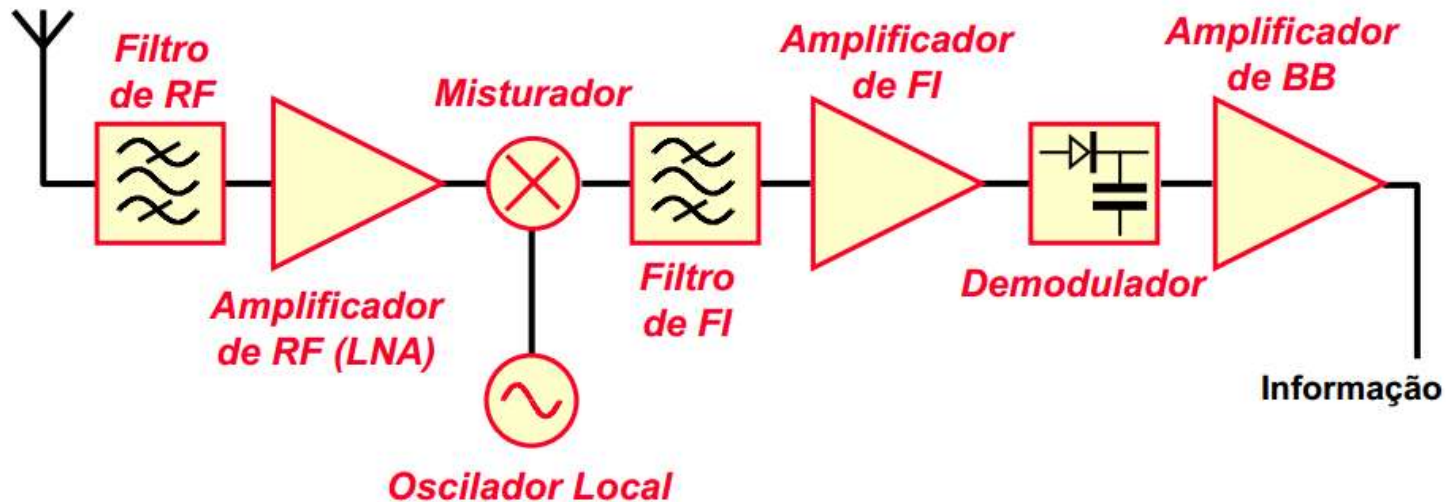 Filtro
de RF
Amplificador
de RF (LNA)
Misturador
Oscilador Local
Filtro
de FI
Amplificador
de FI
Demodulador
Amplificador
de BB
Informação